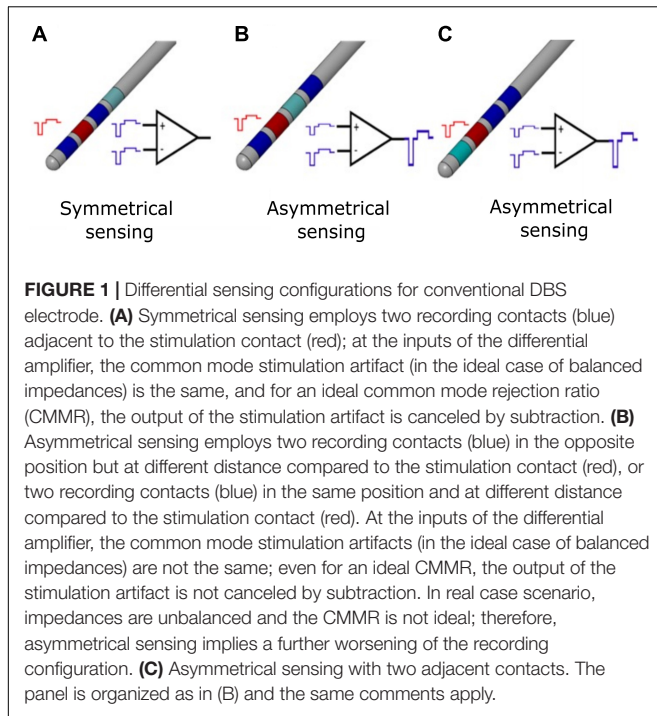 A B C
+ - + - + -
Symmetrical sensing
Asymmetrical sensing
Asymmetrical sensing
FIGURE 1 | Differential sensing configurations for conventional DBS
electrode. (A) Symmetrical sensing employs two recording contacts (blue)
adjacent to the stimulation contact (red); at the inputs of the differential
amplifier, the common mode stimulation artifact (in the ideal case of balanced
impedances) is the same, and for an ideal common mode rejection ratio
(CMMR), the output of the stimulation artifact is canceled by subtraction. (B)
Asymmetrical sensing employs two recording contacts (blue) in the opposite
position but at different distance compared to the stimulation contact (red), or
two recording contacts (blue) in the same position and at different distance
compared to the stimulation contact (red). At the inputs of the differential
amplifier, the common mode stimulation artifacts (in the ideal case of balanced
impedances) are not the same; even for an ideal CMMR, the output of the
stimulation artifact is not canceled by subtraction. In real case scenario,
impedances are unbalanced and the CMMR is not ideal; therefore,
asymmetrical sensing implies a further worsening of the recording
configuration. (C) Asymmetrical sensing with two adjacent contacts. The
panel is organized as in (B) and the same comments apply.